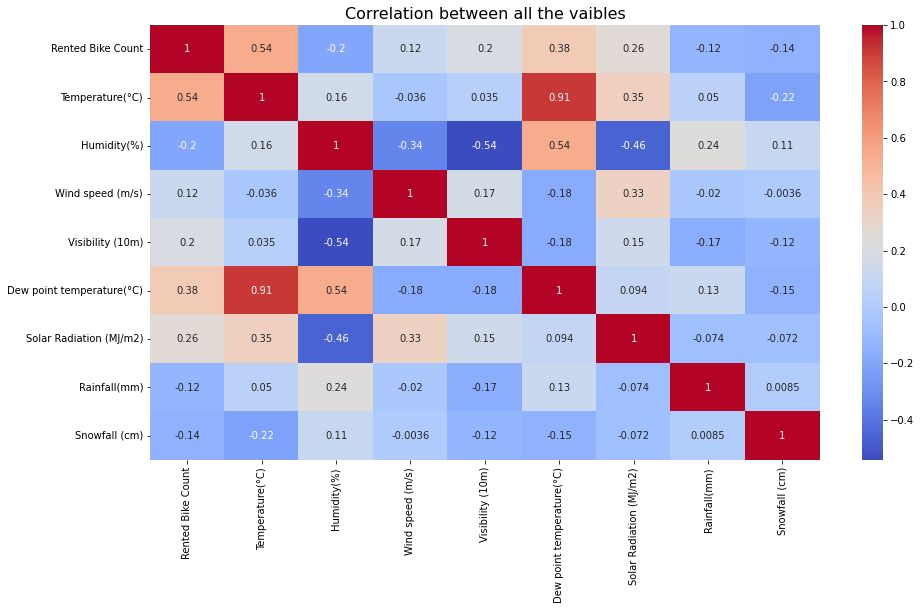 Correlation between all the vaibles
Rented Bike Count 1 0.54 -0.2 0.12 0.2 0.38 0.26 -0.12 -0.14
Temperature(°C) 0.54 1 0.16 -0.036 0.035 0.91 0.35 0.05 -0.22
Humidity(%) -0.2 0.16 1 -0.34 -0.54 0.54 -0.46 0.24 0.11
Wind speed (m/s) 0.12 -0.036 -0.34 1 0.17 -0.18 0.33 -0.02 -0.0036
Visibility (10m) 0.2 0.035 -0.54 0.17 1 -0.18 0.15 -0.17 -0.12
Dew point temperature(°C) 0.38 0.91 0.54 -0.18 -0.18 1 0.094 0.13 -0.15
Solar Radiation (MJ/m2) 0.26 0.35 -0.46 0.33 0.15 0.094 1 -0.074 -0.072
Rainfall(mm) -0.12 0.05 0.24 -0.02 -0.17 0.13 -0.074 1 0.0085
Snowfall (cm) -0.14 -0.22 0.11 -0.0036 -0.12 -0.15 -0.072 0.0085 1
Rented Bike Count
Temperature(°C)
Humidity(%)
Wind speed (m/s)
Visibility (10m)
Dew point temperature(°C)
Solar Radiation (MJ/m2)
Rainfall(mm)
Snowfall (cm)
1.0
0.8
0.6
0.4
0.2
0.0
−0.2
−0.4